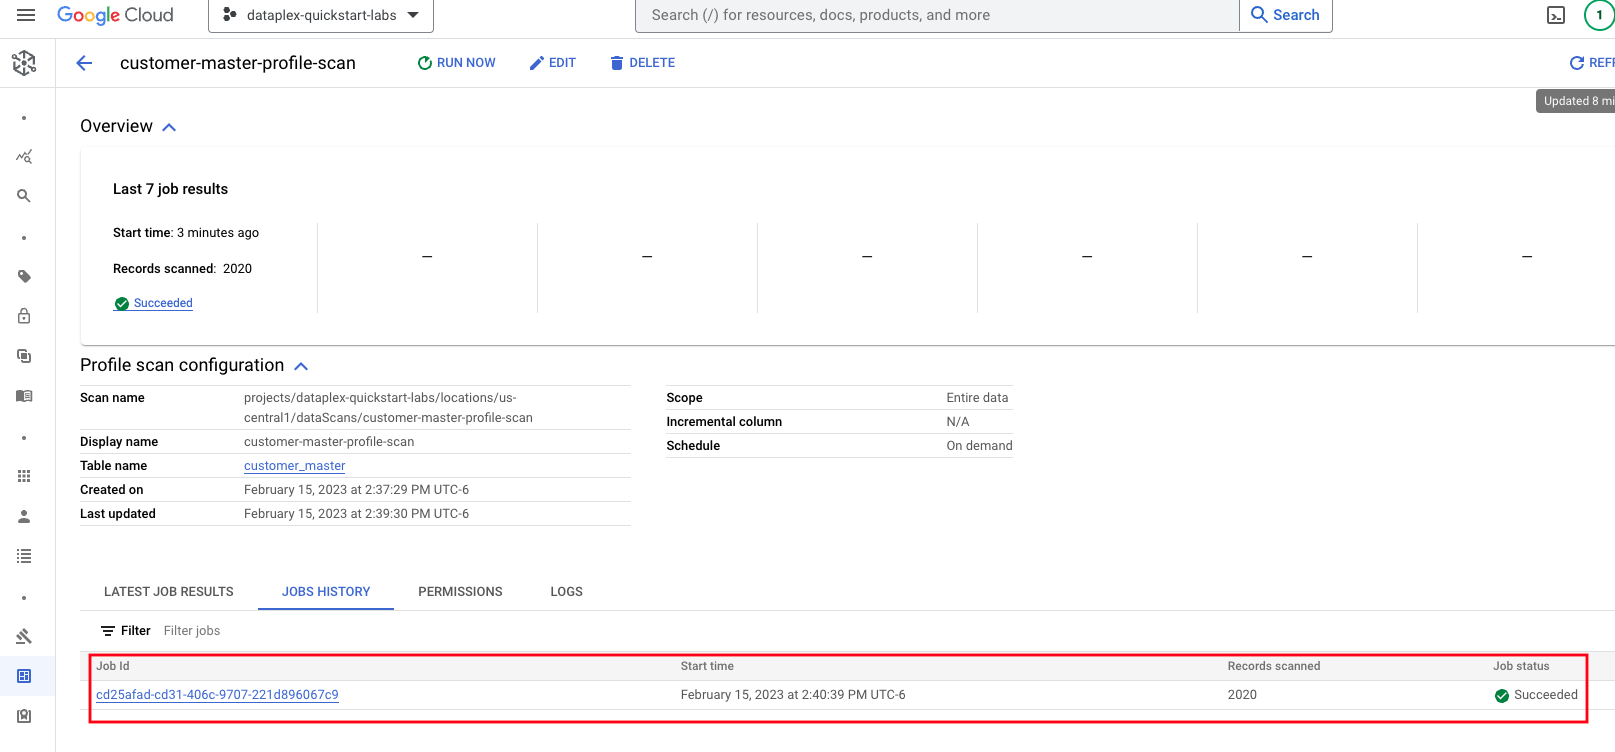 Google Cloud
dataplex-quickstart-labs
Search (/) for resources, docs, products, and more
Search
1
customer-master-profile-scan
RUN NOW
EDIT
DELETE
REFR
Updated 8 mi
Overview
Last 7 job results
Start time: 3 minutes ago
Records scanned: 2020
Succeeded
– – – – – –
Profile scan configuration
Scan name projects/dataplex-quickstart-labs/locations/us-
central1/dataScans/customer-master-profile-scan
Display name customer-master-profile-scan
Table name customer_master
Created on February 15, 2023 at 2:37:29 PM UTC-6
Last updated February 15, 2023 at 2:39:30 PM UTC-6
Scope Entire data
Incremental column N/A
Schedule On demand
LATEST JOB RESULTS JOBS HISTORY PERMISSIONS LOGS
Filter Filter jobs
Job Id Start time Records scanned Job status
cd25afad-cd31-406c-9707-221d896067c9 February 15, 2023 at 2:40:39 PM UTC-6 2020 Succeeded